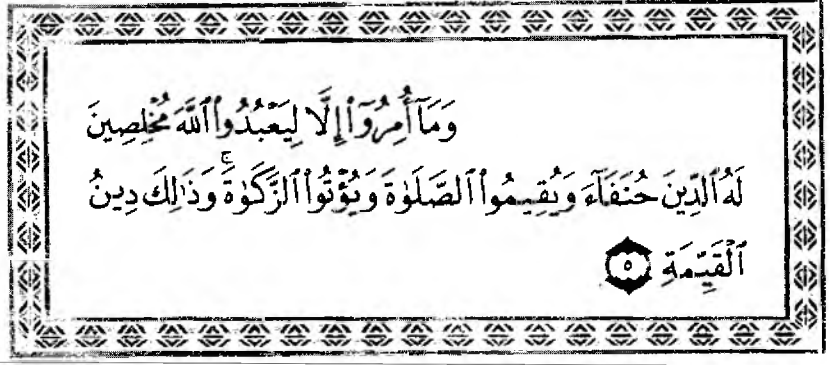 وَمَآ أُمِرُوٓا۟ إِلَّا لِيَعْبُدُوا۟ ٱللَّهَ مُخْلِصِينَ
لَهُ ٱلدِّينَ حُنَفَآءَ وَيُقِيمُوا۟ ٱلصَّلَوٰةَ وَيُؤْتُوا۟ ٱلزَّكَوٰةَ ۚ وَذَٰلِكَ دِينُ
ٱلْقَيِّمَةِ ٥